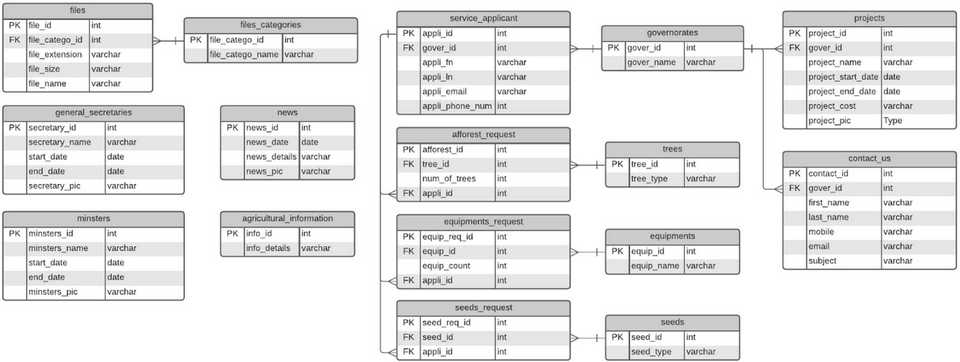 files
PK file_id int
FK file_catego_id int
file_extension varchar
file_size varchar
file_name varchar
files_categories
PK file_catego_id int
file_catego_name varchar
general_secretaries
PK secretary_id int
secretary_name varchar
start_date date
end_date date
secretary_pic varchar
news
PK news_id int
news_date date
news_details varchar
news_pic varchar
minsters
PK minsters_id int
minsters_name varchar
start_date date
end_date date
minsters_pic varchar
agricultural_information
PK info_id int
info_details varchar
service_applicant
PK appli_id int
FK gover_id int
appli_fn varchar
appli_ln varchar
appli_email varchar
appli_phone_num int
governorates
PK gover_id int
gover_name varchar
projects
PK project_id int
FK gover_id int
project_name varchar
project_start_date date
project_end_date date
project_cost varchar
project_pic Type
afforest_request
PK afforest_id int
FK tree_id int
num_of_trees int
FK appli_id int
trees
PK tree_id int
tree_type varchar
contact_us
PK contact_id int
FK gover_id int
first_name varchar
last_name varchar
mobile varchar
email varchar
subject varchar
equipments_request
PK equip_req_id int
FK equip_id int
equip_count int
FK appli_id int
equipments
PK equip_id int
equip_name varchar
seeds_request
PK seed_req_id int
FK seed_id int
FK appli_id int
seeds
PK seed_id int
seed_type varchar